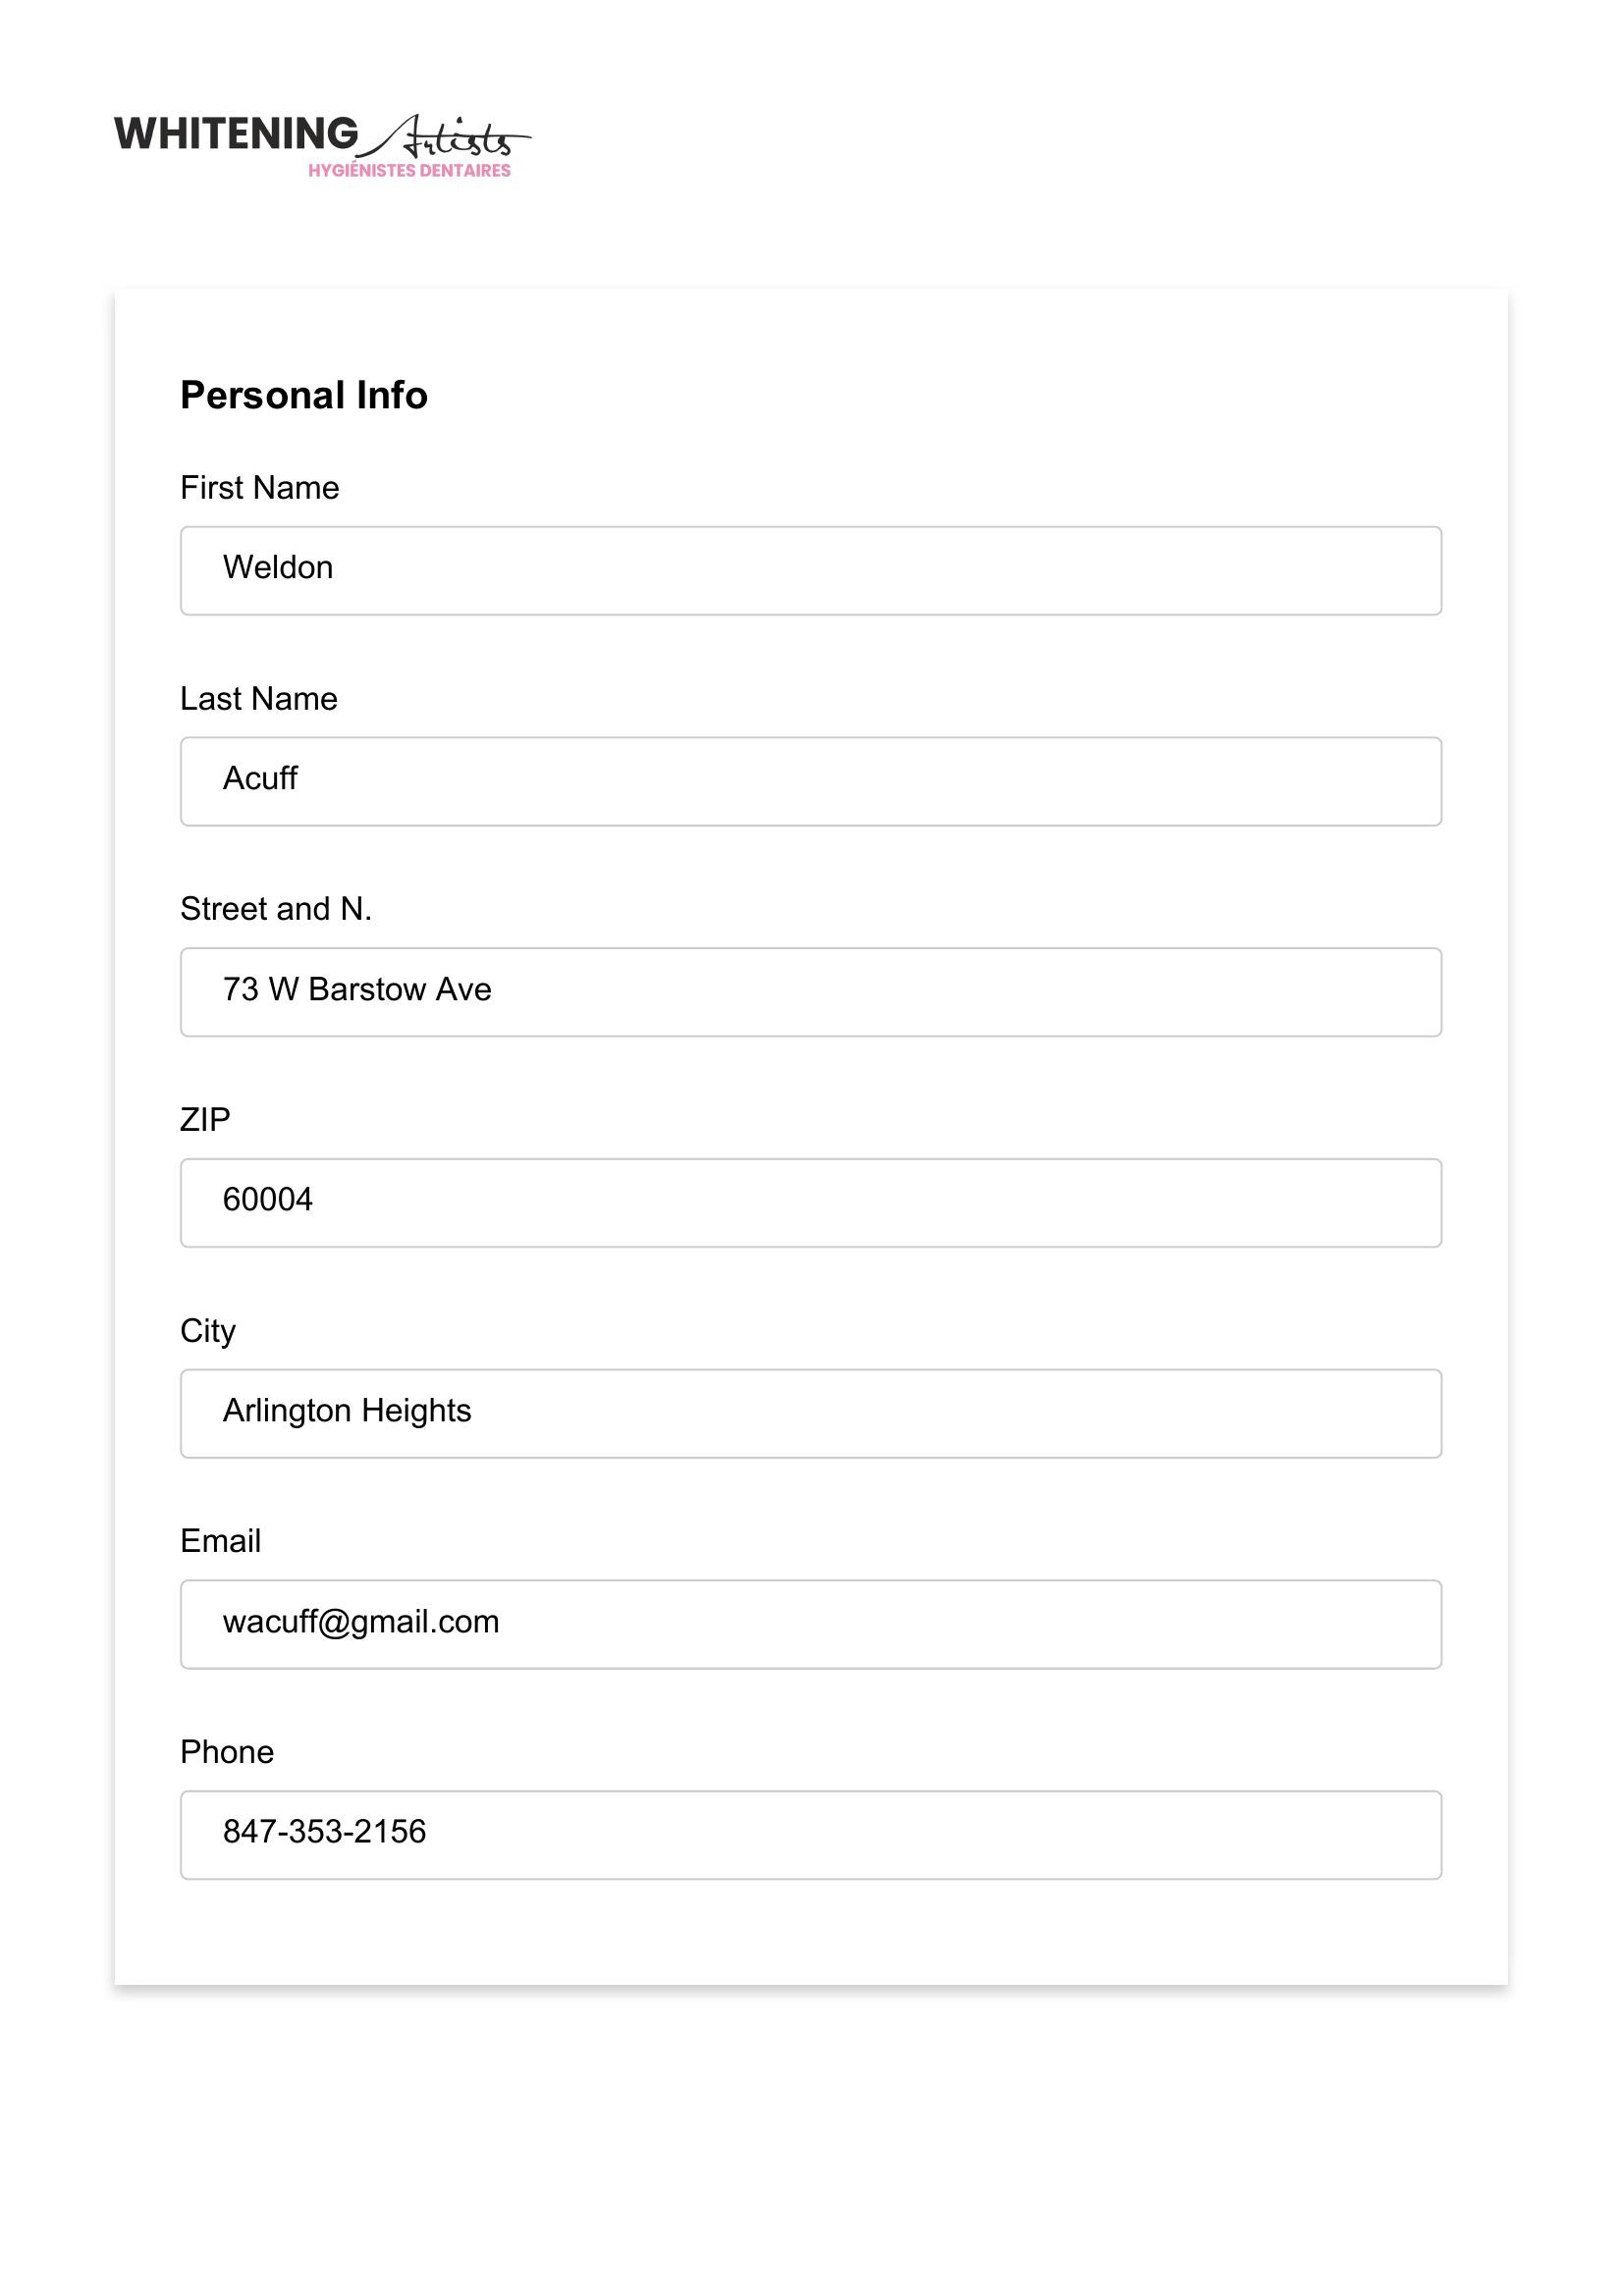 WHITENING Artists
HYGIÉNISTES DENTAIRES
Personal Info
First Name
Weldon
Last Name
Acuff
Street and N.
73 W Barstow Ave
ZIP
60004
City
Arlington Heights
Email
wacuff@gmail.com
Phone
847-353-2156